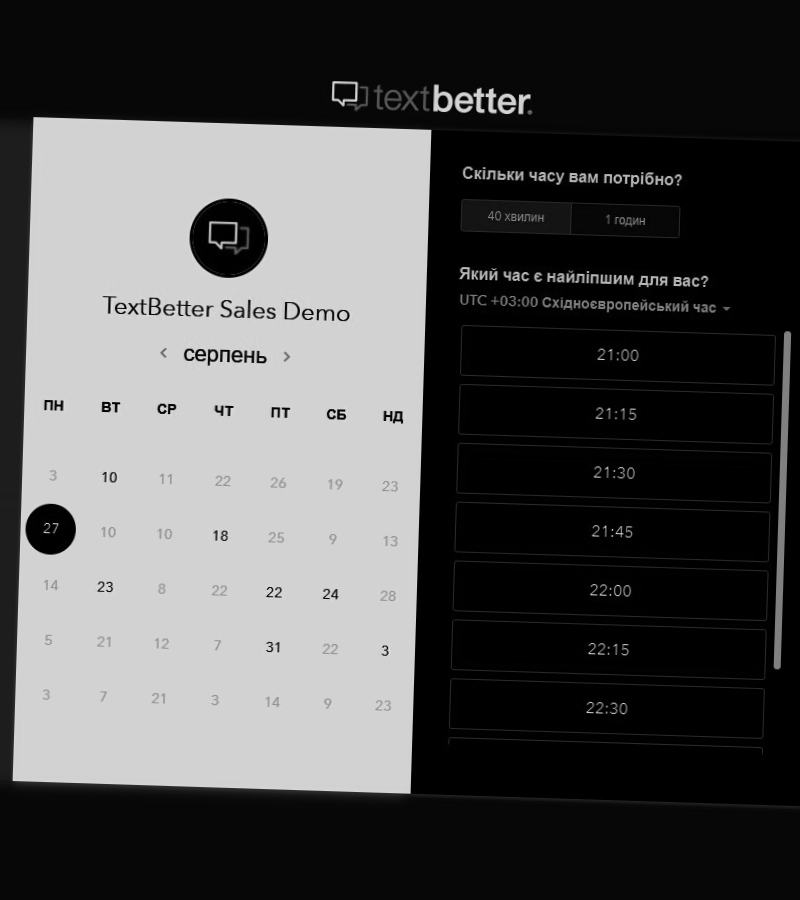 textbetter.
TextBetter Sales Demo
серпень
ПН ВТ СР ЧТ ПТ СБ НД
3 10 11 22 26 19 23
27 10 10 18 25 9 13
14 23 8 22 22 24 28
5 21 12 7 31 22 3
3 7 21 3 14 9 23
Скільки часу вам потрібно?
40 хвилин 1 годин
Який час є найліпшим для вас?
UTC +03:00 Східноєвропейський час
21:00
21:15
21:30
21:45
22:00
22:15
22:30